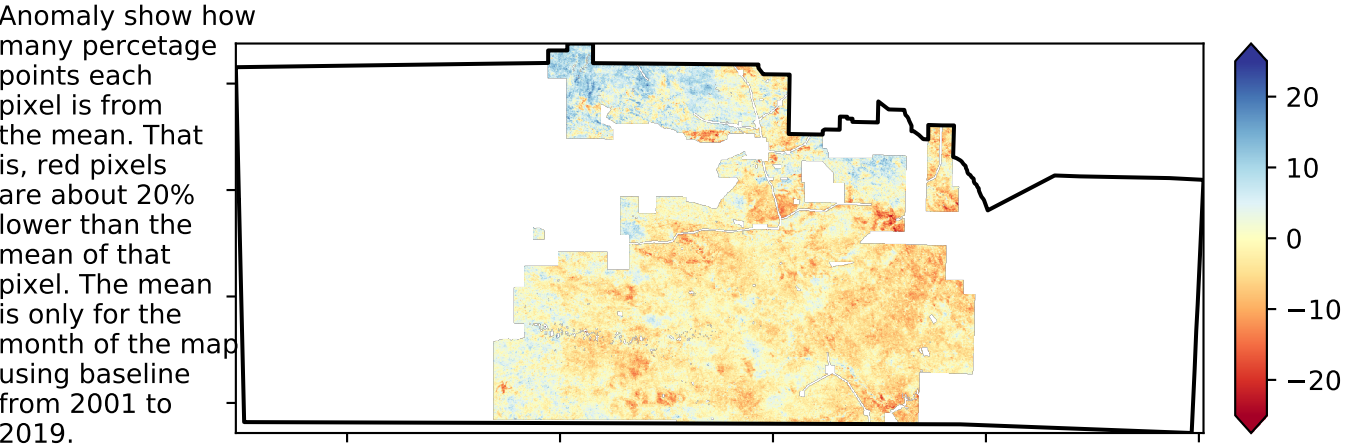 Anomaly show how
many percetage
points each
pixel is from
the mean. That
is, red pixels
are about 20%
lower than the
mean of that
pixel. The mean
is only for the
month of the map
using baseline
from 2001 to
2019.
20
10
0
−10
−20